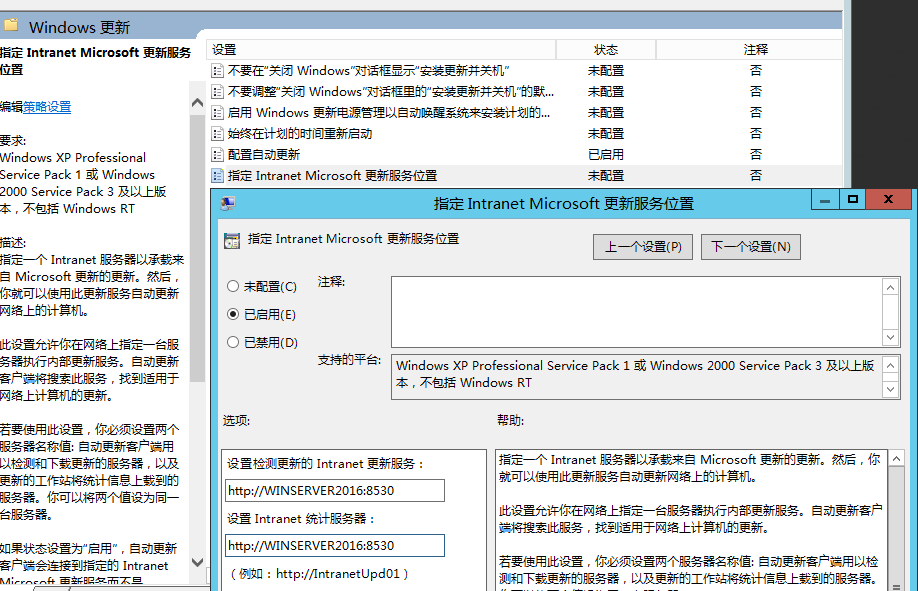 Windows 更新
指定 Intranet Microsoft 更新服务
位置
编辑策略设置
要求:
Windows XP Professional
Service Pack 1 或 Windows
2000 Service Pack 3 及以上版
本，不包括 Windows RT
描述:
指定一个 Intranet 服务器以承载来
自 Microsoft 更新的更新。然后，
你就可以使用此更新服务自动更新
网络上的计算机。
此设置允许你在网络上指定一台服
务器执行内部更新服务。自动更新
客户端将搜索此服务，找到适用于
网络上计算机的更新。
若要使用此设置，你必须设置两个
服务器名称值: 自动更新客户端用
以检测和下载更新的服务器，以及
更新的工作站将统计信息上载到的
服务器。你可以将两个值设为同一
台服务器。
如果状态设置为“启用”，自动更新
客户端会连接到指定的 Intranet
Microsoft 更新服务而不是
设置 状态 注释
不要在“关闭 Windows”对话框显示“安装更新并关机” 未配置 否
不要调整“关闭 Windows”对话框里的“安装更新并关机”的默... 未配置 否
启用 Windows 更新电源管理以自动唤醒系统来安装计划的... 未配置 否
始终在计划的时间重新启动 未配置 否
配置自动更新 已启用 否
指定 Intranet Microsoft 更新服务位置 未配置 否
指定 Intranet Microsoft 更新服务位置
指定 Intranet Microsoft 更新服务位置
上一个设置(P) 下一个设置(N)
未配置(C) 注释:
已启用(E)
已禁用(D)
支持的平台:
Windows XP Professional Service Pack 1 或 Windows 2000 Service Pack 3 及以上版
本，不包括 Windows RT
选项: 帮助:
设置检测更新的 Intranet 更新服务：
http://WINSERVER2016:8530
设置 Intranet 统计服务器：
http://WINSERVER2016:8530
（例如：http://IntranetUpd01）
指定一个 Intranet 服务器以承载来自 Microsoft 更新的更新。然后，你
就可以使用此更新服务自动更新网络上的计算机。
此设置允许你在网络上指定一台服务器执行内部更新服务。自动更新客户
端将搜索此服务，找到适用于网络上计算机的更新。
若要使用此设置，你必须设置两个服务器名称值: 自动更新客户端用以检
测和下载更新的服务器，以及更新的工作站将统计信息上载到的服务器。